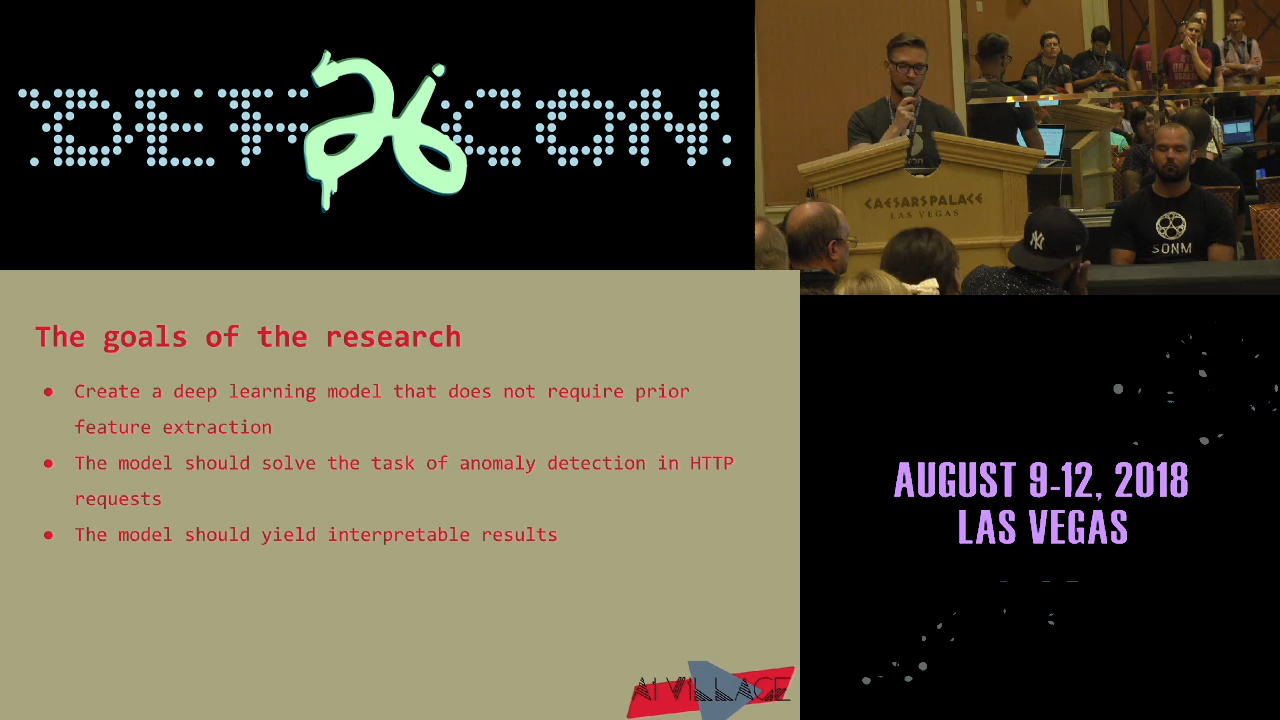 DEF 26 CON
CAESARS PALACE
LAS VEGAS
SONM
The goals of the research
● Create a deep learning model that does not require prior
feature extraction
● The model should solve the task of anomaly detection in HTTP
requests
● The model should yield interpretable results
AUGUST 9-12, 2018
LAS VEGAS
AI VILLAGE